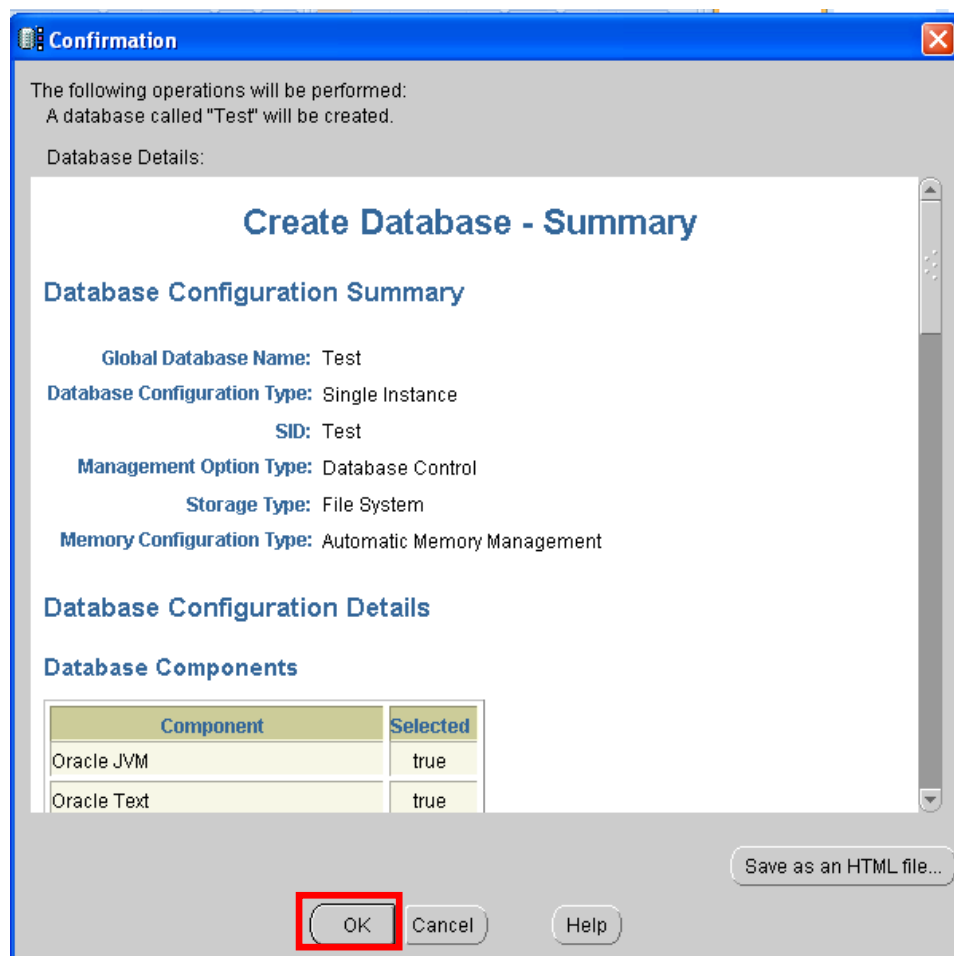 Confirmation
The following operations will be performed:
A database called "Test" will be created.
Database Details:
Create Database - Summary
Database Configuration Summary
Global Database Name: Test
Database Configuration Type: Single Instance
SID: Test
Management Option Type: Database Control
Storage Type: File System
Memory Configuration Type: Automatic Memory Management
Database Configuration Details
Database Components
Component Selected
Oracle JVM true
Oracle Text true
Save as an HTML file...
OK Cancel Help